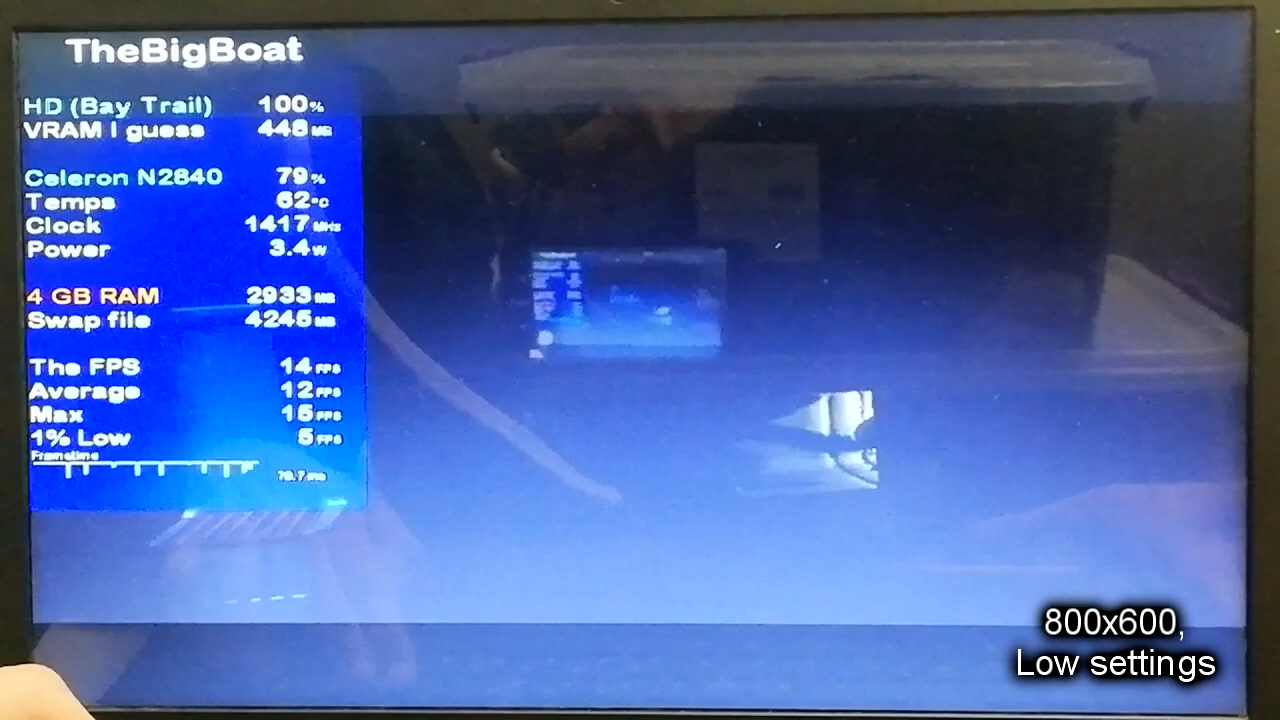 TheBigBoat
HD (Bay Trail) 100%
VRAM I guess 448MB
Celeron N2840 79%
Temps 62°C
Clock 1417MHz
Power 3.4W
4 GB RAM 2933MB
Swap file 4245MB
The FPS 14FPS
Average 12FPS
Max 15FPS
1% Low 5FPS
Frametime
800x600,
Low settings